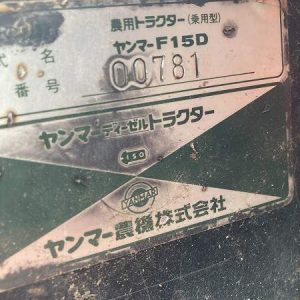 農用トラクター(乗用型)
式名 ヤンマーF15D
番号 00781
ヤンマーディーゼルトラクター
YANMAR
ヤンマー農機株式会社